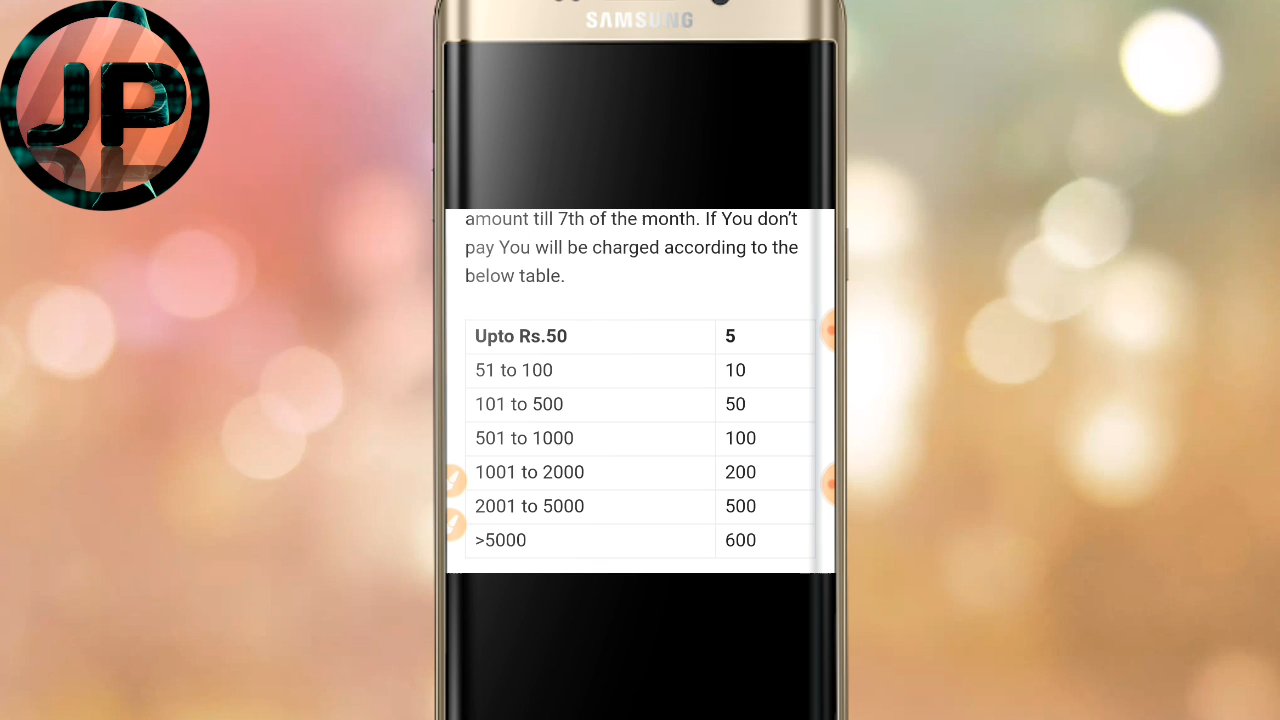 JP
SAMSUNG
amount till 7th of the month. If You don't
pay You will be charged according to the
below table.
Upto Rs.50 5
51 to 100 10
101 to 500 50
501 to 1000 100
1001 to 2000 200
2001 to 5000 500
>5000 600